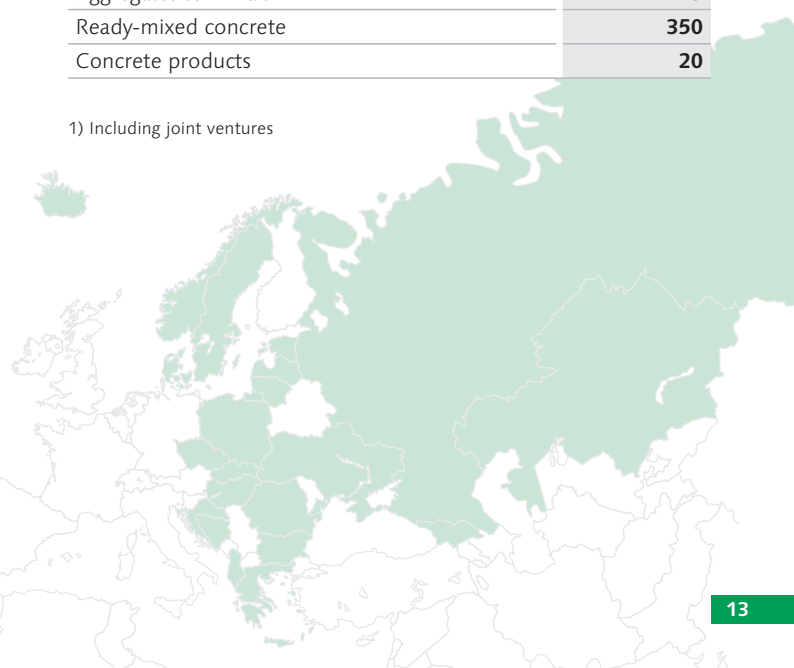 Ready-mixed concrete 350
Concrete products 20
1) Including joint ventures
13